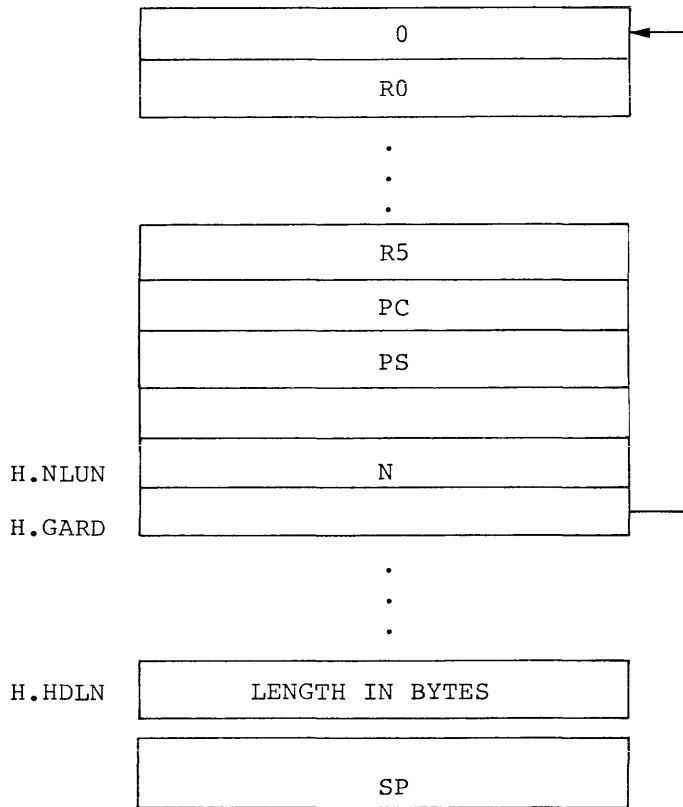 0
R0
.
.
.
R5
PC
PS
H.NLUN N
H.GARD
.
.
.
H.HDLN LENGTH IN BYTES
SP